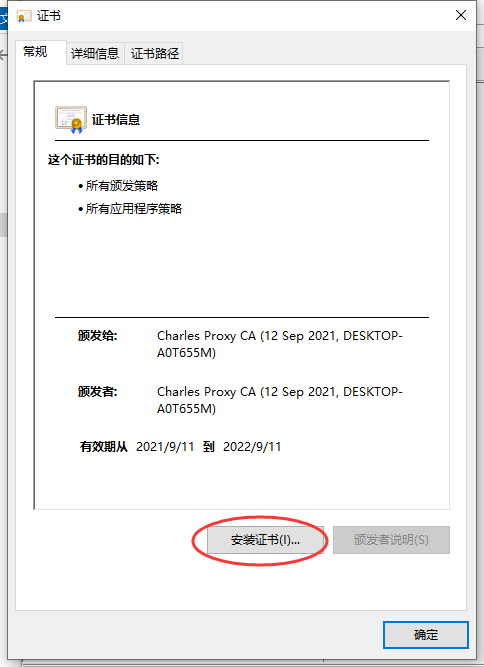 证书
常规 详细信息 证书路径
证书信息
这个证书的目的如下:
• 所有颁发策略
• 所有应用程序策略
颁发给: Charles Proxy CA (12 Sep 2021, DESKTOP-
A0T655M)
颁发者: Charles Proxy CA (12 Sep 2021, DESKTOP-
A0T655M)
有效期从 2021/9/11 到 2022/9/11
安装证书(I)... 颁发者说明(S)
确定